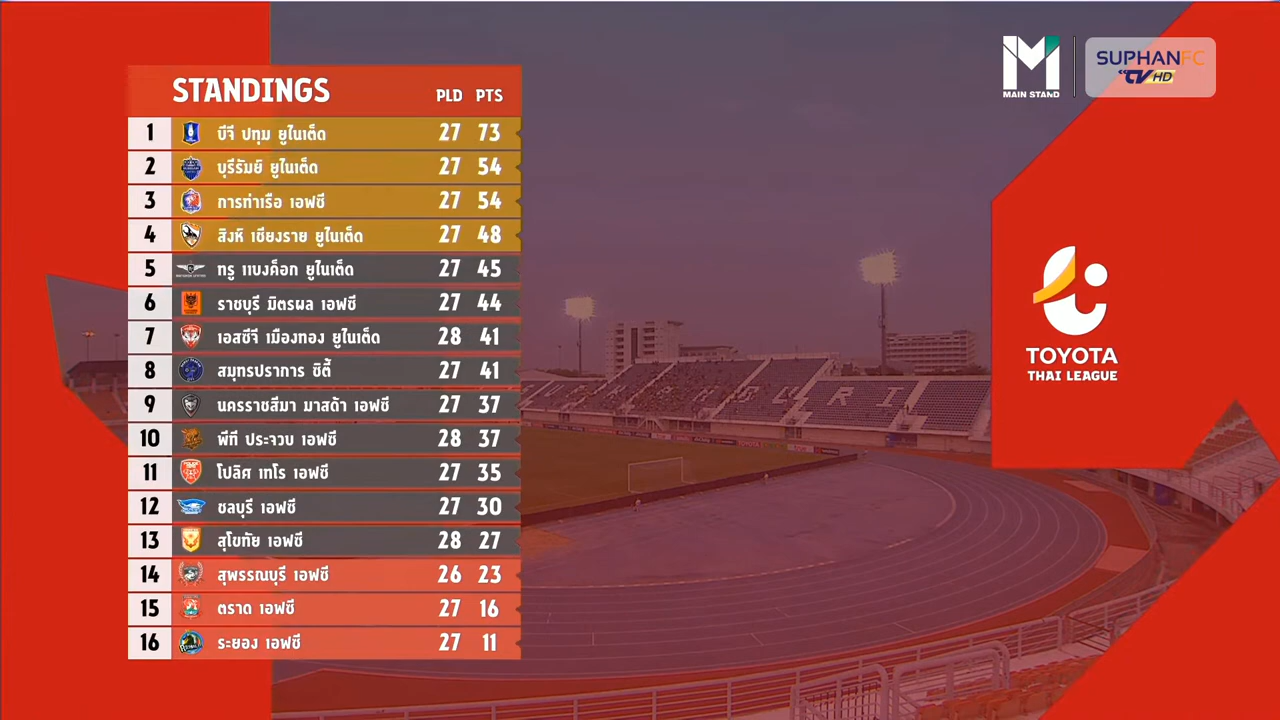 MAIN STAND
SUPHANFC
TV HD
STANDINGS PLD PTS
1 บีจี ปทุม ยูไนเต็ด 27 73
2 บุรีรัมย์ ยูไนเต็ด 27 54
3 การท่าเรือ เอฟซี 27 54
4 สิงห์ เชียงราย ยูไนเต็ด 27 48
5 ทรู แบงค็อก ยูไนเต็ด 27 45
6 ราชบุรี มิตรผล เอฟซี 27 44
7 เอสซีจี เมืองทอง ยูไนเต็ด 28 41
8 สมุทรปราการ ซิตี้ 27 41
9 นครราชสีมา มาสด้า เอฟซี 27 37
10 พีที ประจวบ เอฟซี 28 37
11 โปลิศ เทโร เอฟซี 27 35
12 ชลบุรี เอฟซี 27 30
13 สุโขทัย เอฟซี 28 27
14 สุพรรณบุรี เอฟซี 26 23
15 ตราด เอฟซี 27 16
16 ระยอง เอฟซี 27 11
TOYOTA
THAI LEAGUE